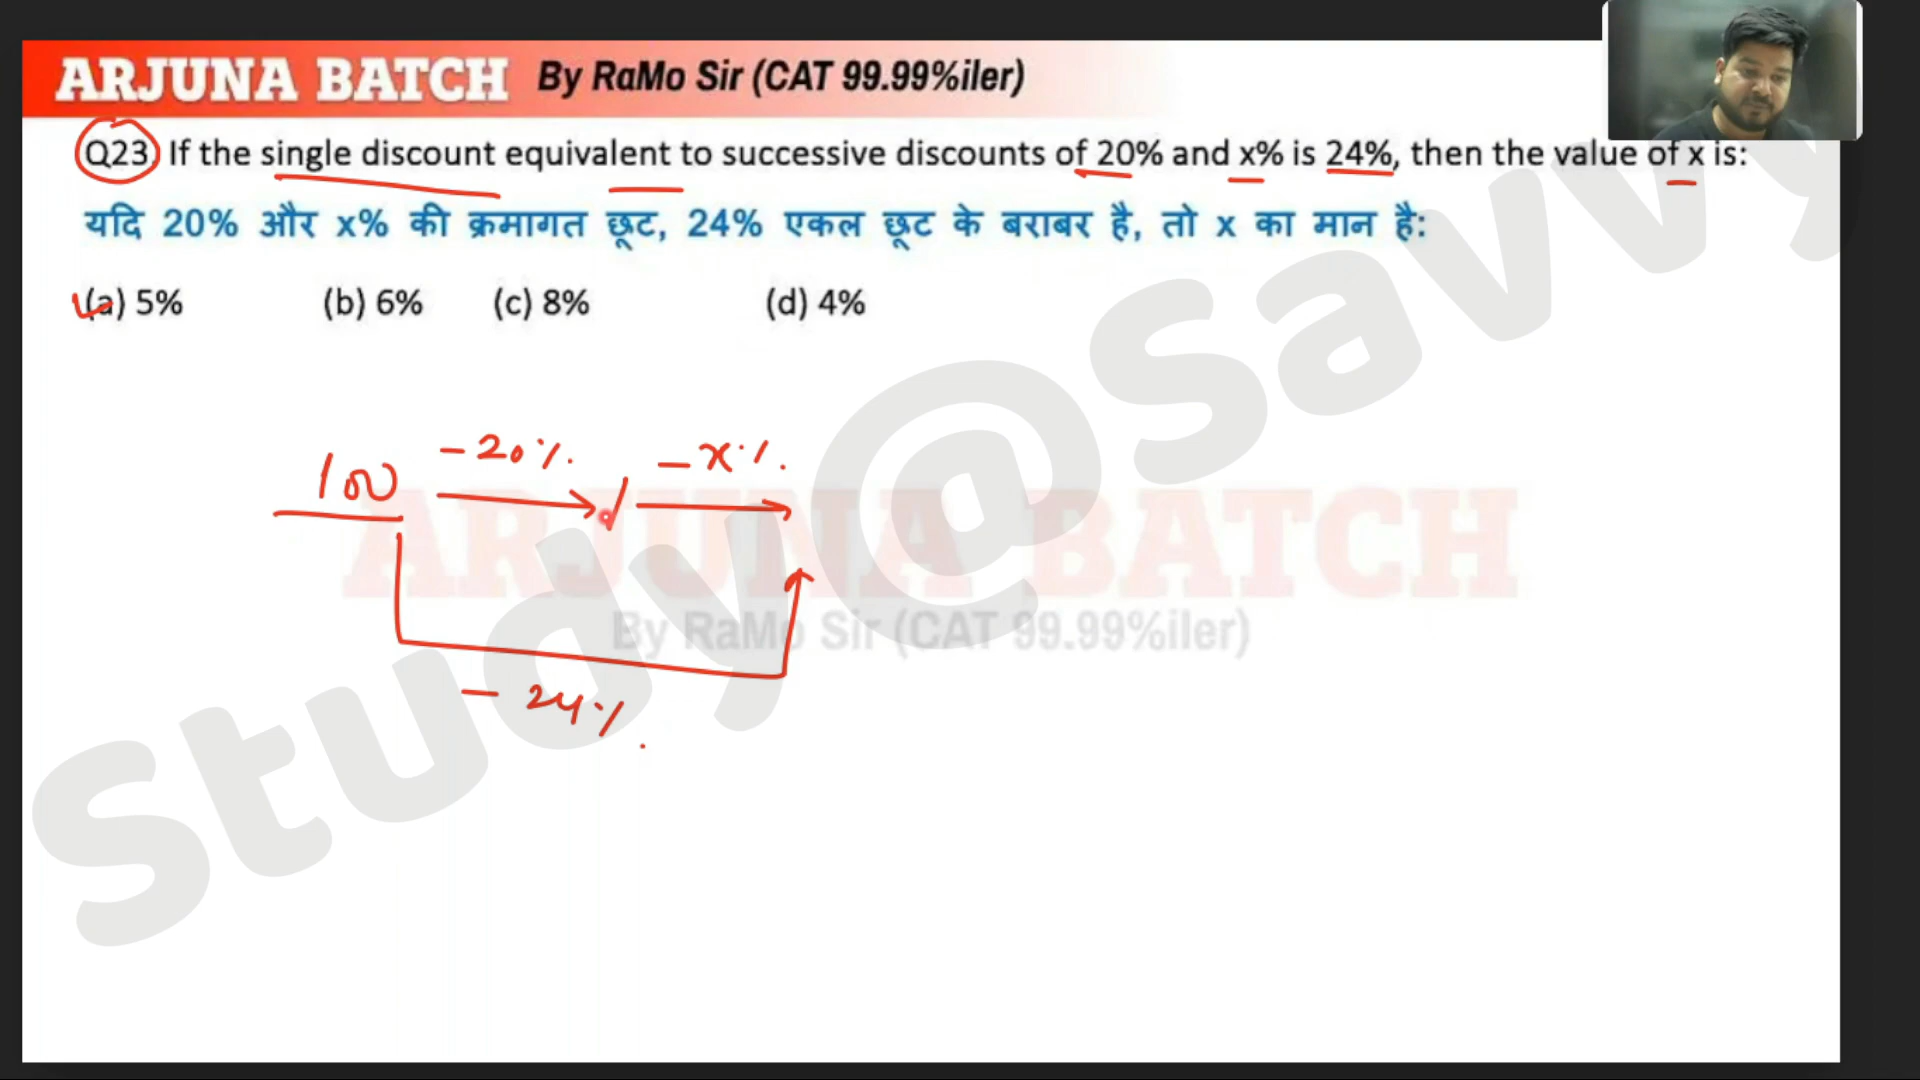 ARJUNA BATCH By RaMo Sir (CAT 99.99%iler)
Q23. If the single discount equivalent to successive discounts of 20% and x% is 24%, then the value of x is:
यदि 20% और x% की क्रमागत छूट, 24% एकल छूट के बराबर है, तो x का मान है:
(a) 5% (b) 6% (c) 8% (d) 4%
100 -20% -x%
ARJUNA BATCH
By RaMo Sir (CAT 99.99%iler)
-24%
Study@Savvy